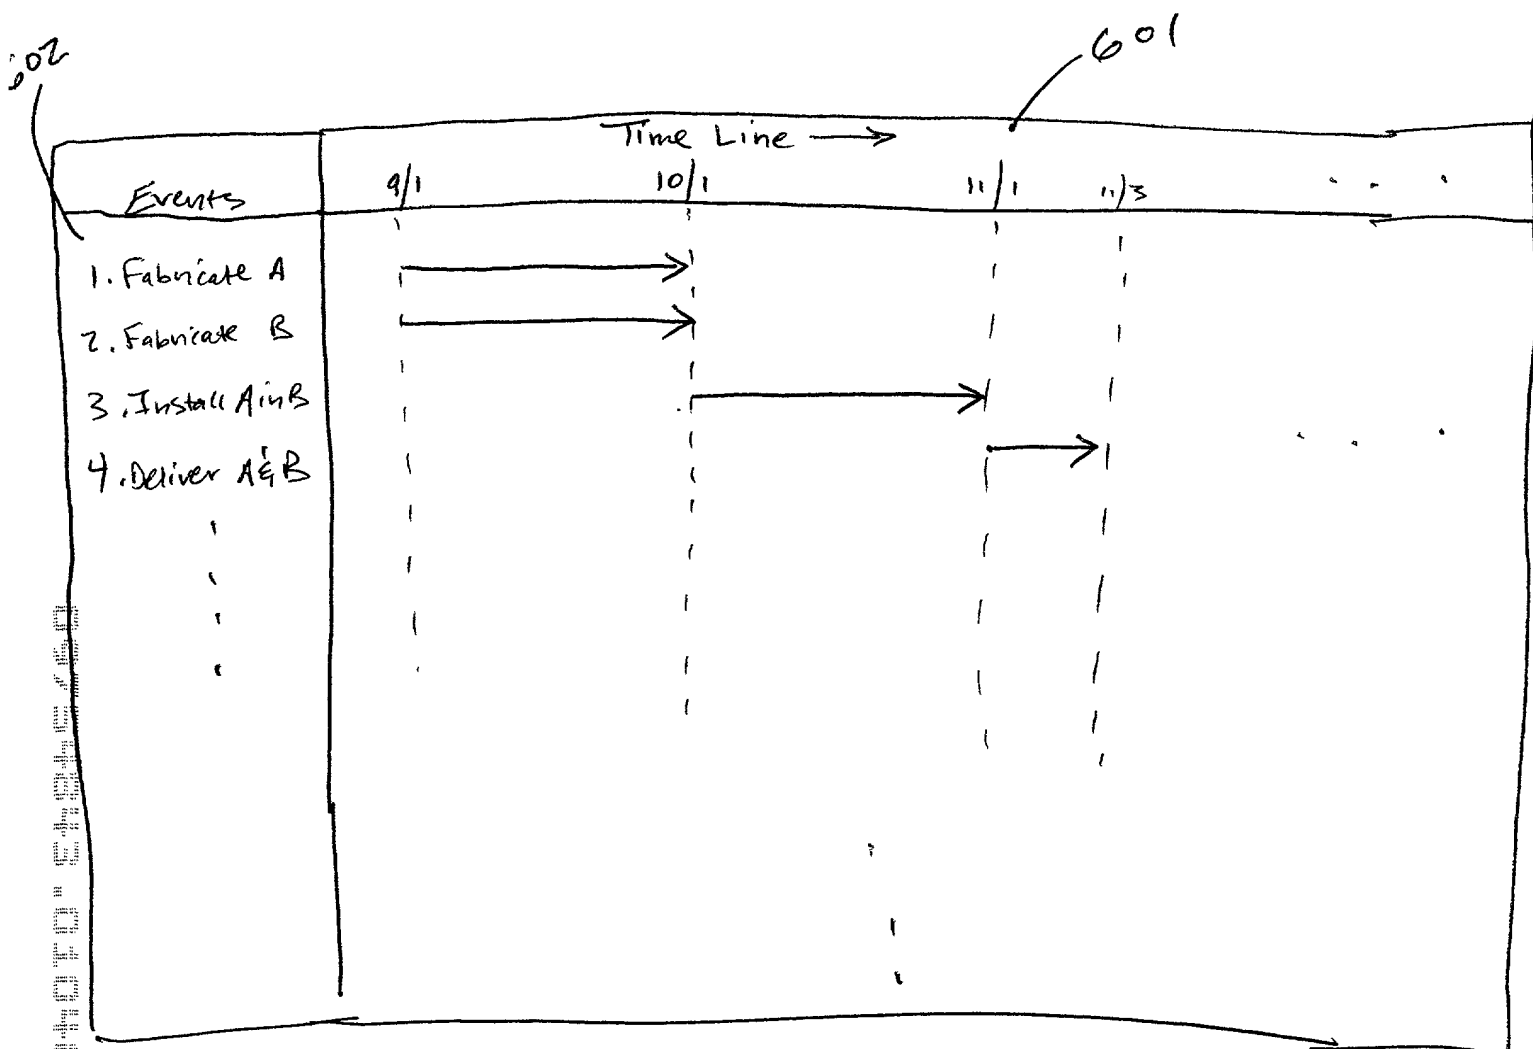 601
Time Line →
Events 9/1 10/1 11/1 11/3 . . .
1. Fabricate A
2. Fabricate B
3. Install A in B
4. Deliver A & B